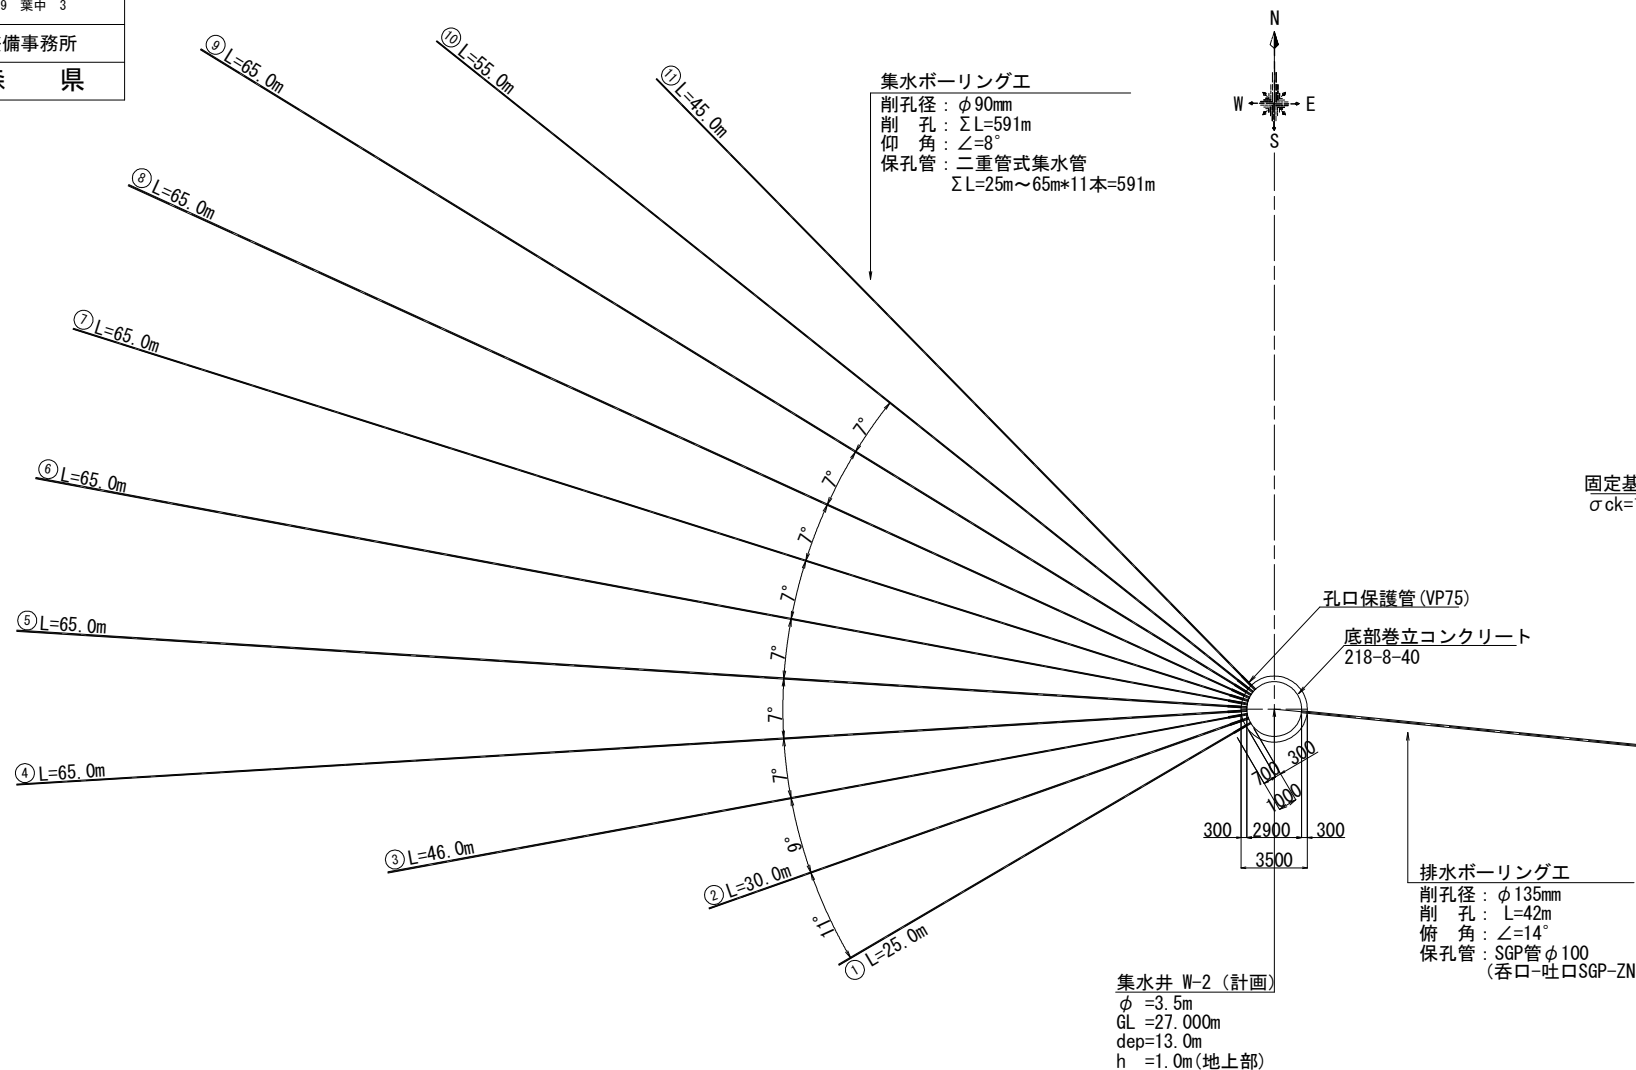 9 葉中 3
備事務所
県
N
W
E
S
集水ボーリング工
削孔径：φ90mm
削　孔：ΣL=591m
仰　角：∠=8°
保孔管：二重管式集水管
ΣL=25m～65m*11本=591m
⑨L=65.0m
⑩L=55.0m
⑪L=45.0m
⑧L=65.0m
⑦L=65.0m
⑥L=65.0m
⑤L=65.0m
④L=65.0m
③L=46.0m
②L=30.0m
①L=25.0m
7°
7°
7°
7°
7°
7°
7°
9°
11°
固定基
σck=
孔口保護管(VP75)
底部巻立コンクリート
218-8-40
700
300
1000
300
2900
300
3500
排水ボーリング工
削孔径：φ135mm
削　孔： L=42m
俯　角：∠=14°
保孔管：SGP管φ100
(呑口-吐口SGP-ZN
集水井 W-2 (計画)
φ =3.5m
GL =27.000m
dep=13.0m
h =1.0m(地上部)